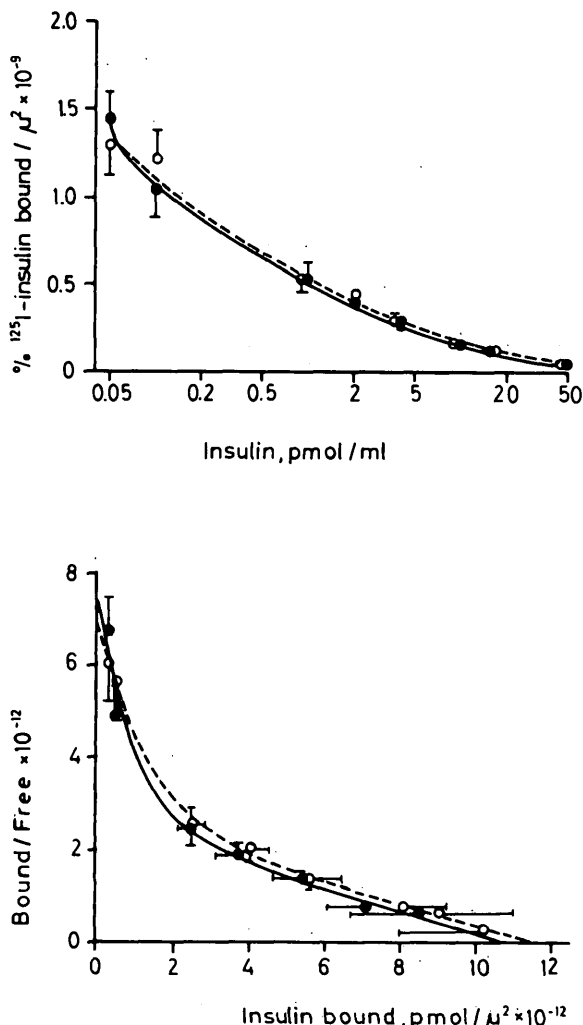 % ¹²⁵I-insulin bound / μ² × 10⁻⁹
2.0
1.5
1.0
0.5
0
0.05 0.2 0.5 2 5 20 50
Insulin, pmol/ml
Bound/Free ×10⁻¹²
8
6
4
2
0
0 2 4 6 8 10 12
Insulin bound, pmol/μ²×10⁻¹²